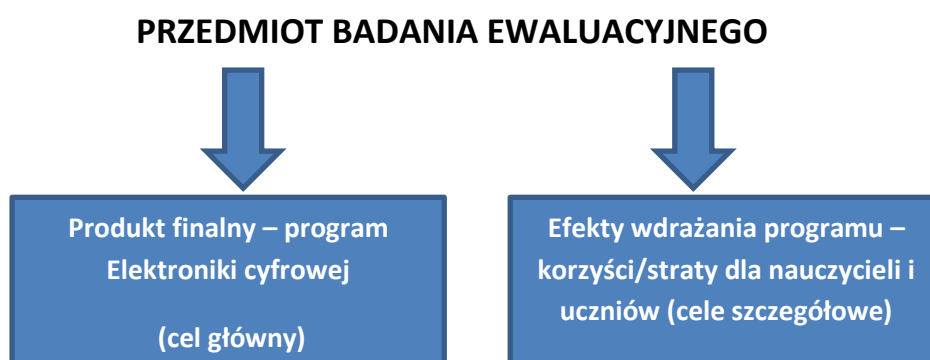 PRZEDMIOT BADANIA EWALUACYJNEGO
Produkt finalny – program
Elektroniki cyfrowej
(cel główny)
Efekty wdrażania programu –
korzyści/straty dla nauczycieli i
uczniów (cele szczegółowe)